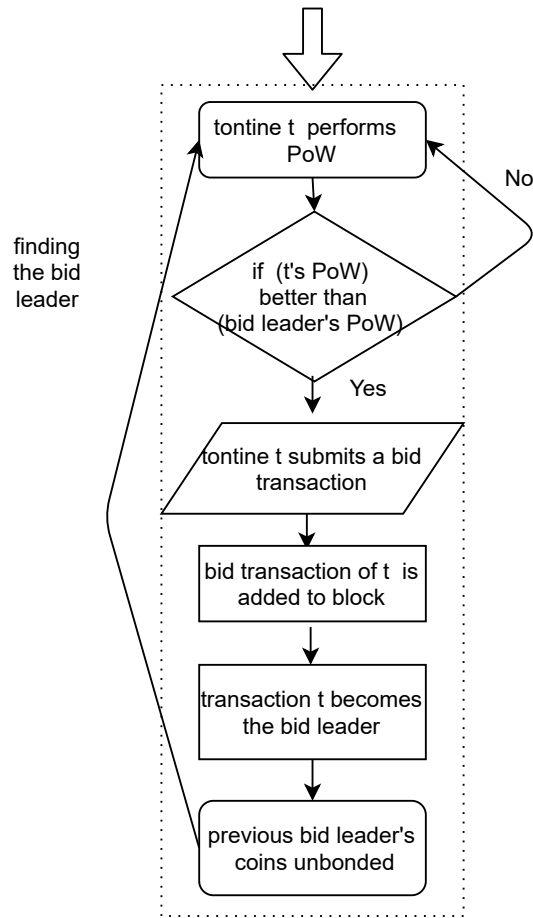 tontine t performs
PoW
No
finding
the bid
leader
if (t's PoW)
better than
(bid leader's PoW)
Yes
tontine t submits a bid
transaction
bid transaction of t is
added to block
transaction t becomes
the bid leader
previous bid leader's
coins unbonded